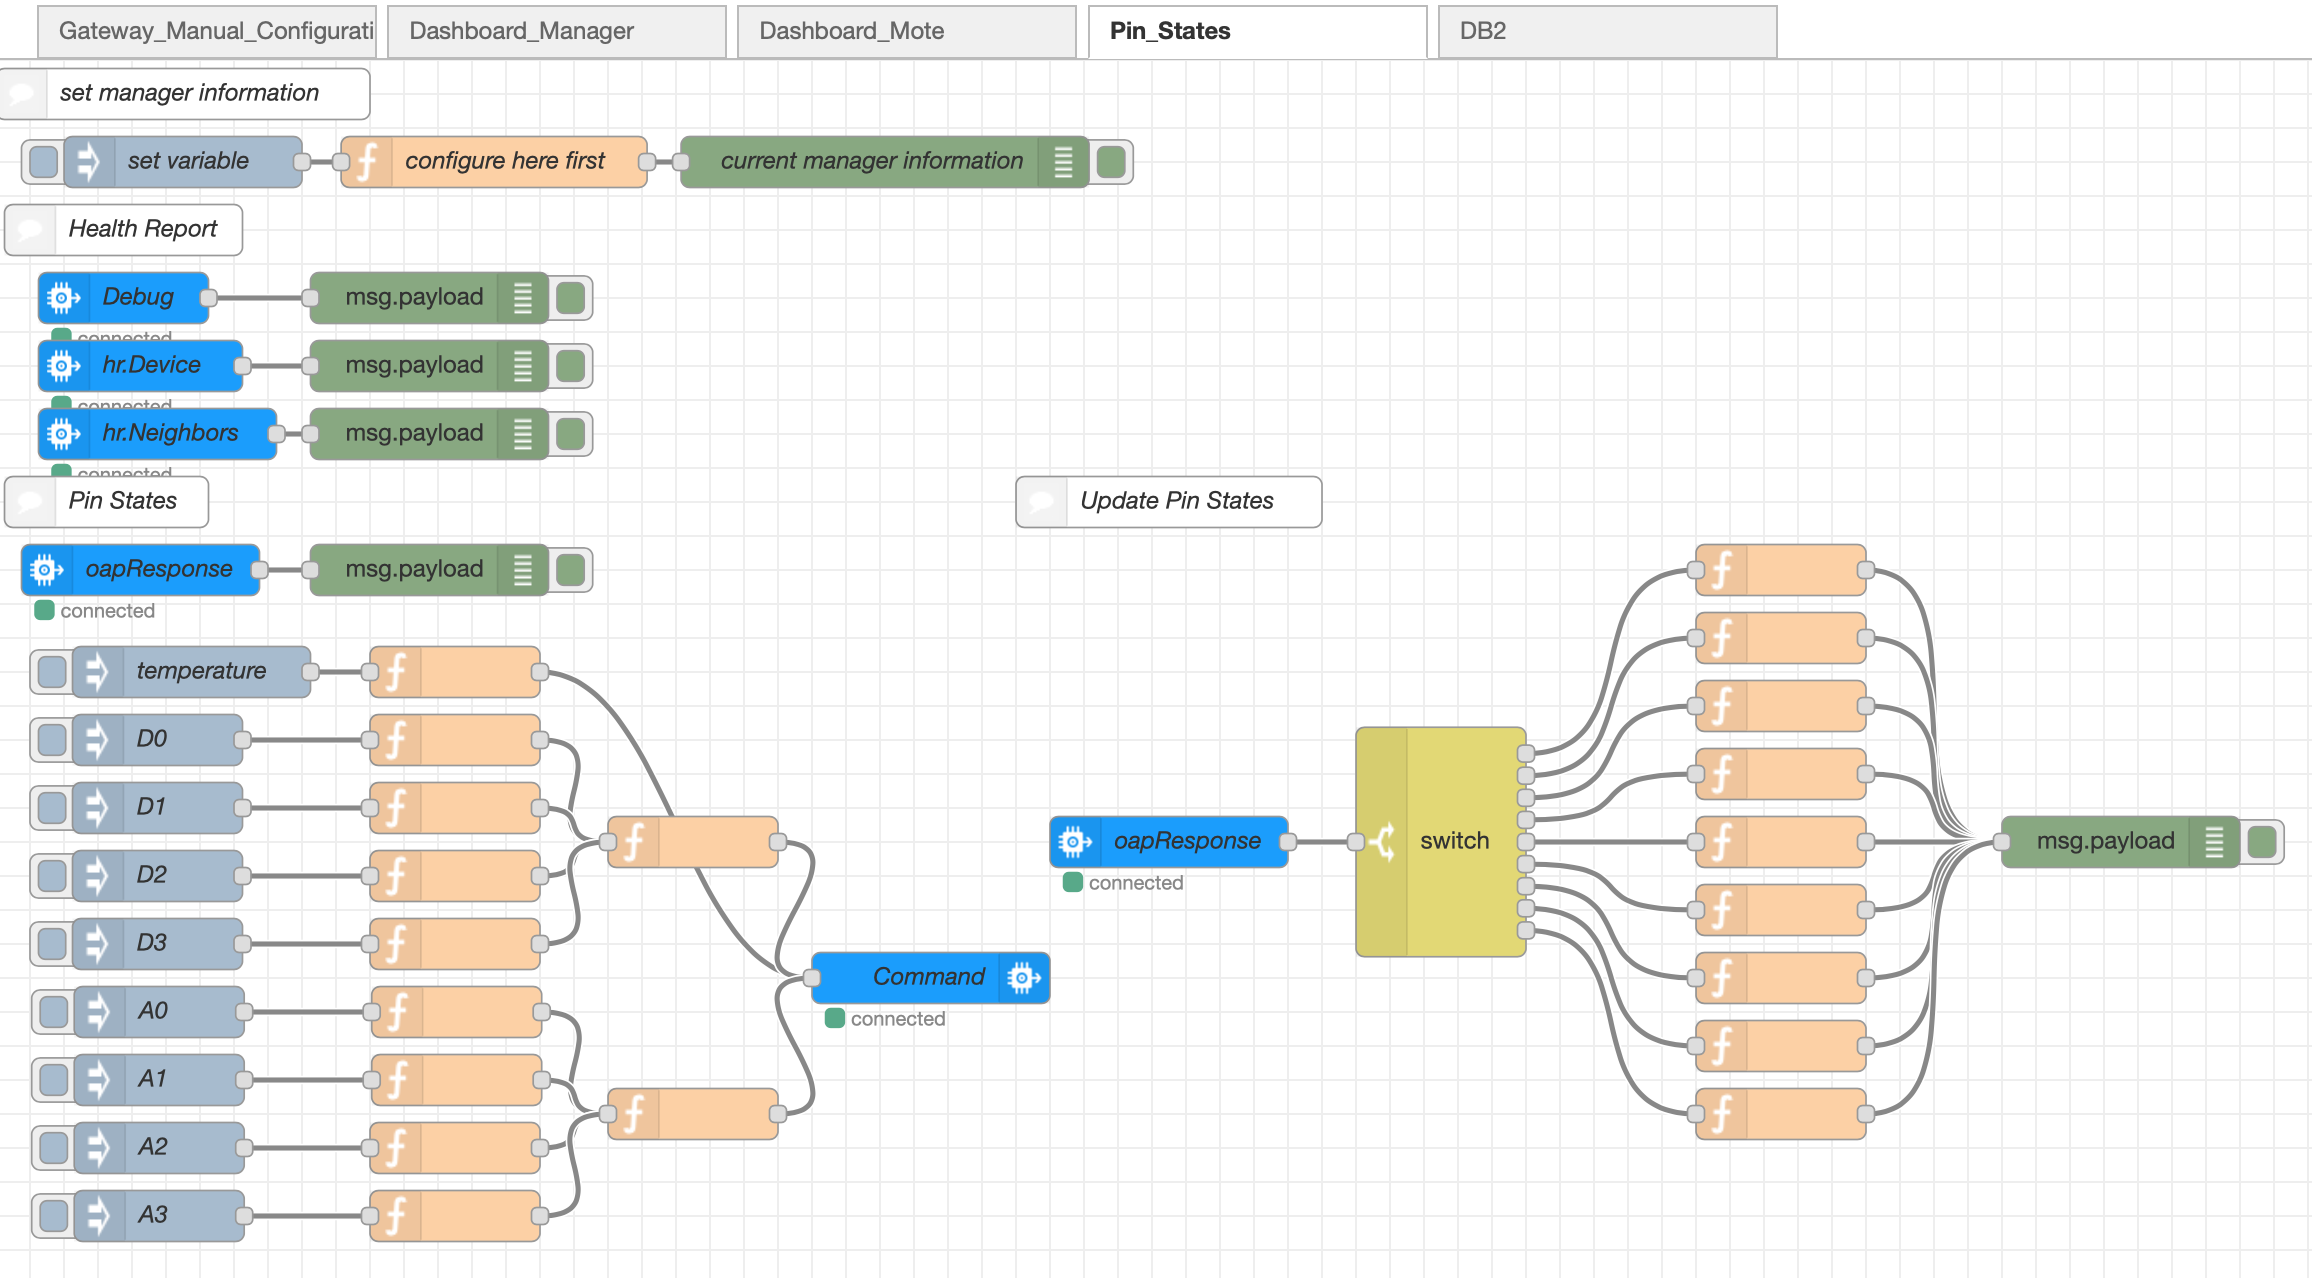 Gateway_Manual_Configurati
Dashboard_Manager
Dashboard_Mote
Pin_States
DB2
set manager information
set variable
configure here first
current manager information
Health Report
Debug
msg.payload
connected
hr.Device
msg.payload
connected
hr.Neighbors
msg.payload
connected
Pin States
Update Pin States
oapResponse
msg.payload
connected
temperature
D0
D1
D2
D3
A0
A1
A2
A3
Command
connected
oapResponse
connected
switch
msg.payload